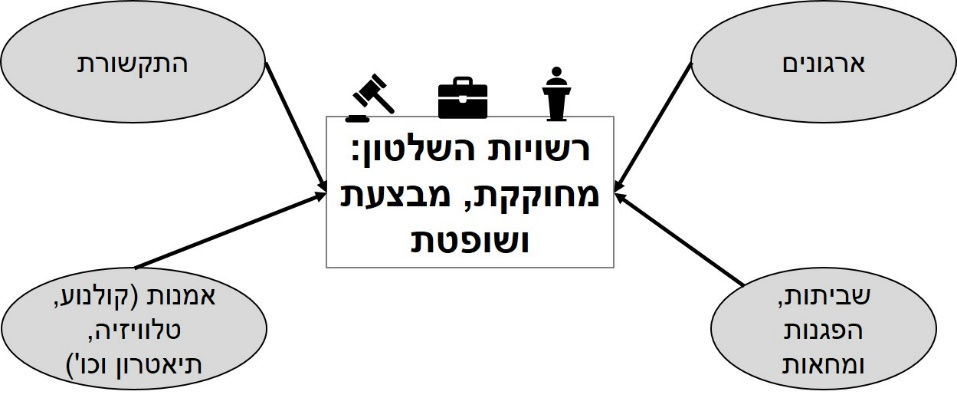 ארגונים
התקשורת
רשויות השלטון:
מחוקקת, מבצעת
ושופטת
שביתות,
הפגנות
ומחאות
אמנות (קולנוע,
טלוויזיה,
תיאטרון וכו')